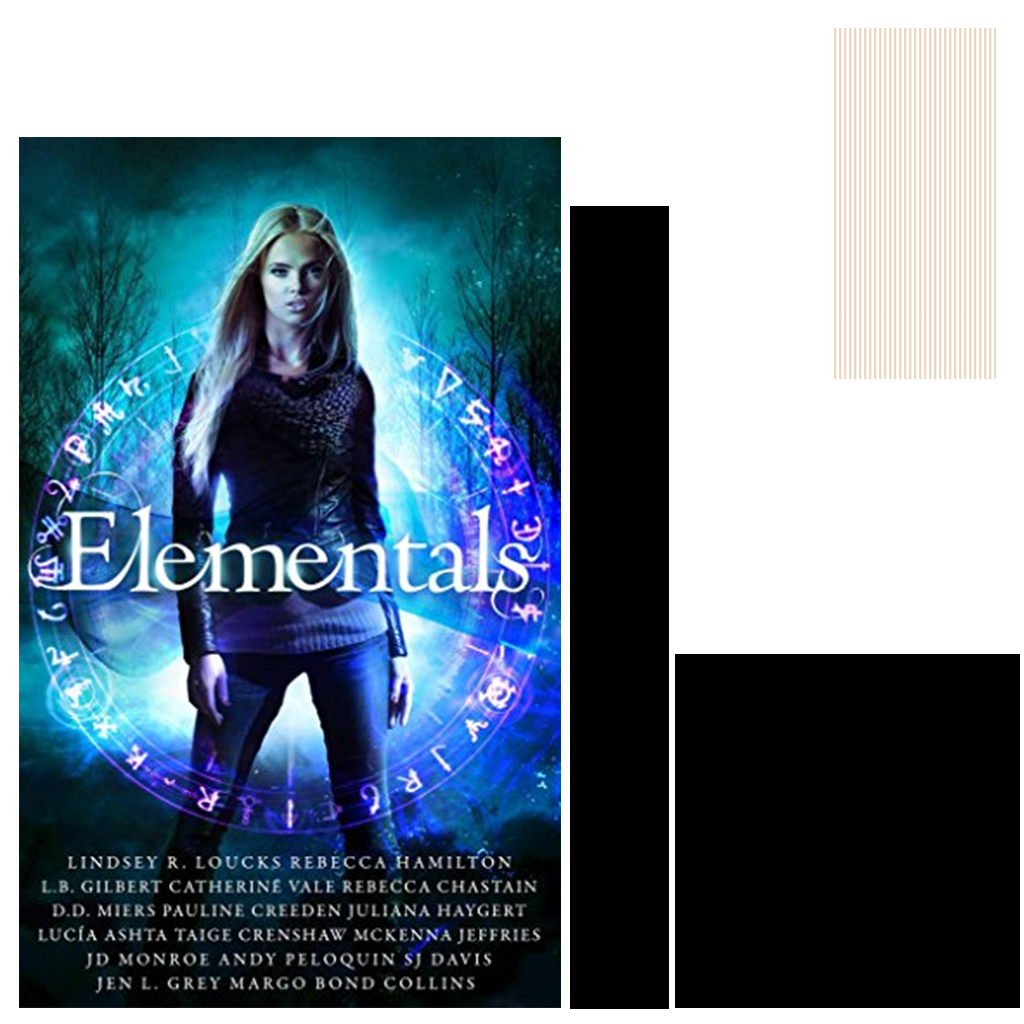 Elementals
LINDSEY R. LOUCKS REBECCA HAMILTON
L.B. GILBERT CATHERINE VALE REBECCA CHASTAIN
D.D. MIERS PAULINE CREEDEN JULIANA HAYGERT
LUCÍA ASHTA TAIGE CRENSHAW MCKENNA JEFFRIES
JD MONROE ANDY PELOQUIN SJ DAVIS
JEN L. GREY MARGO BOND COLLINS